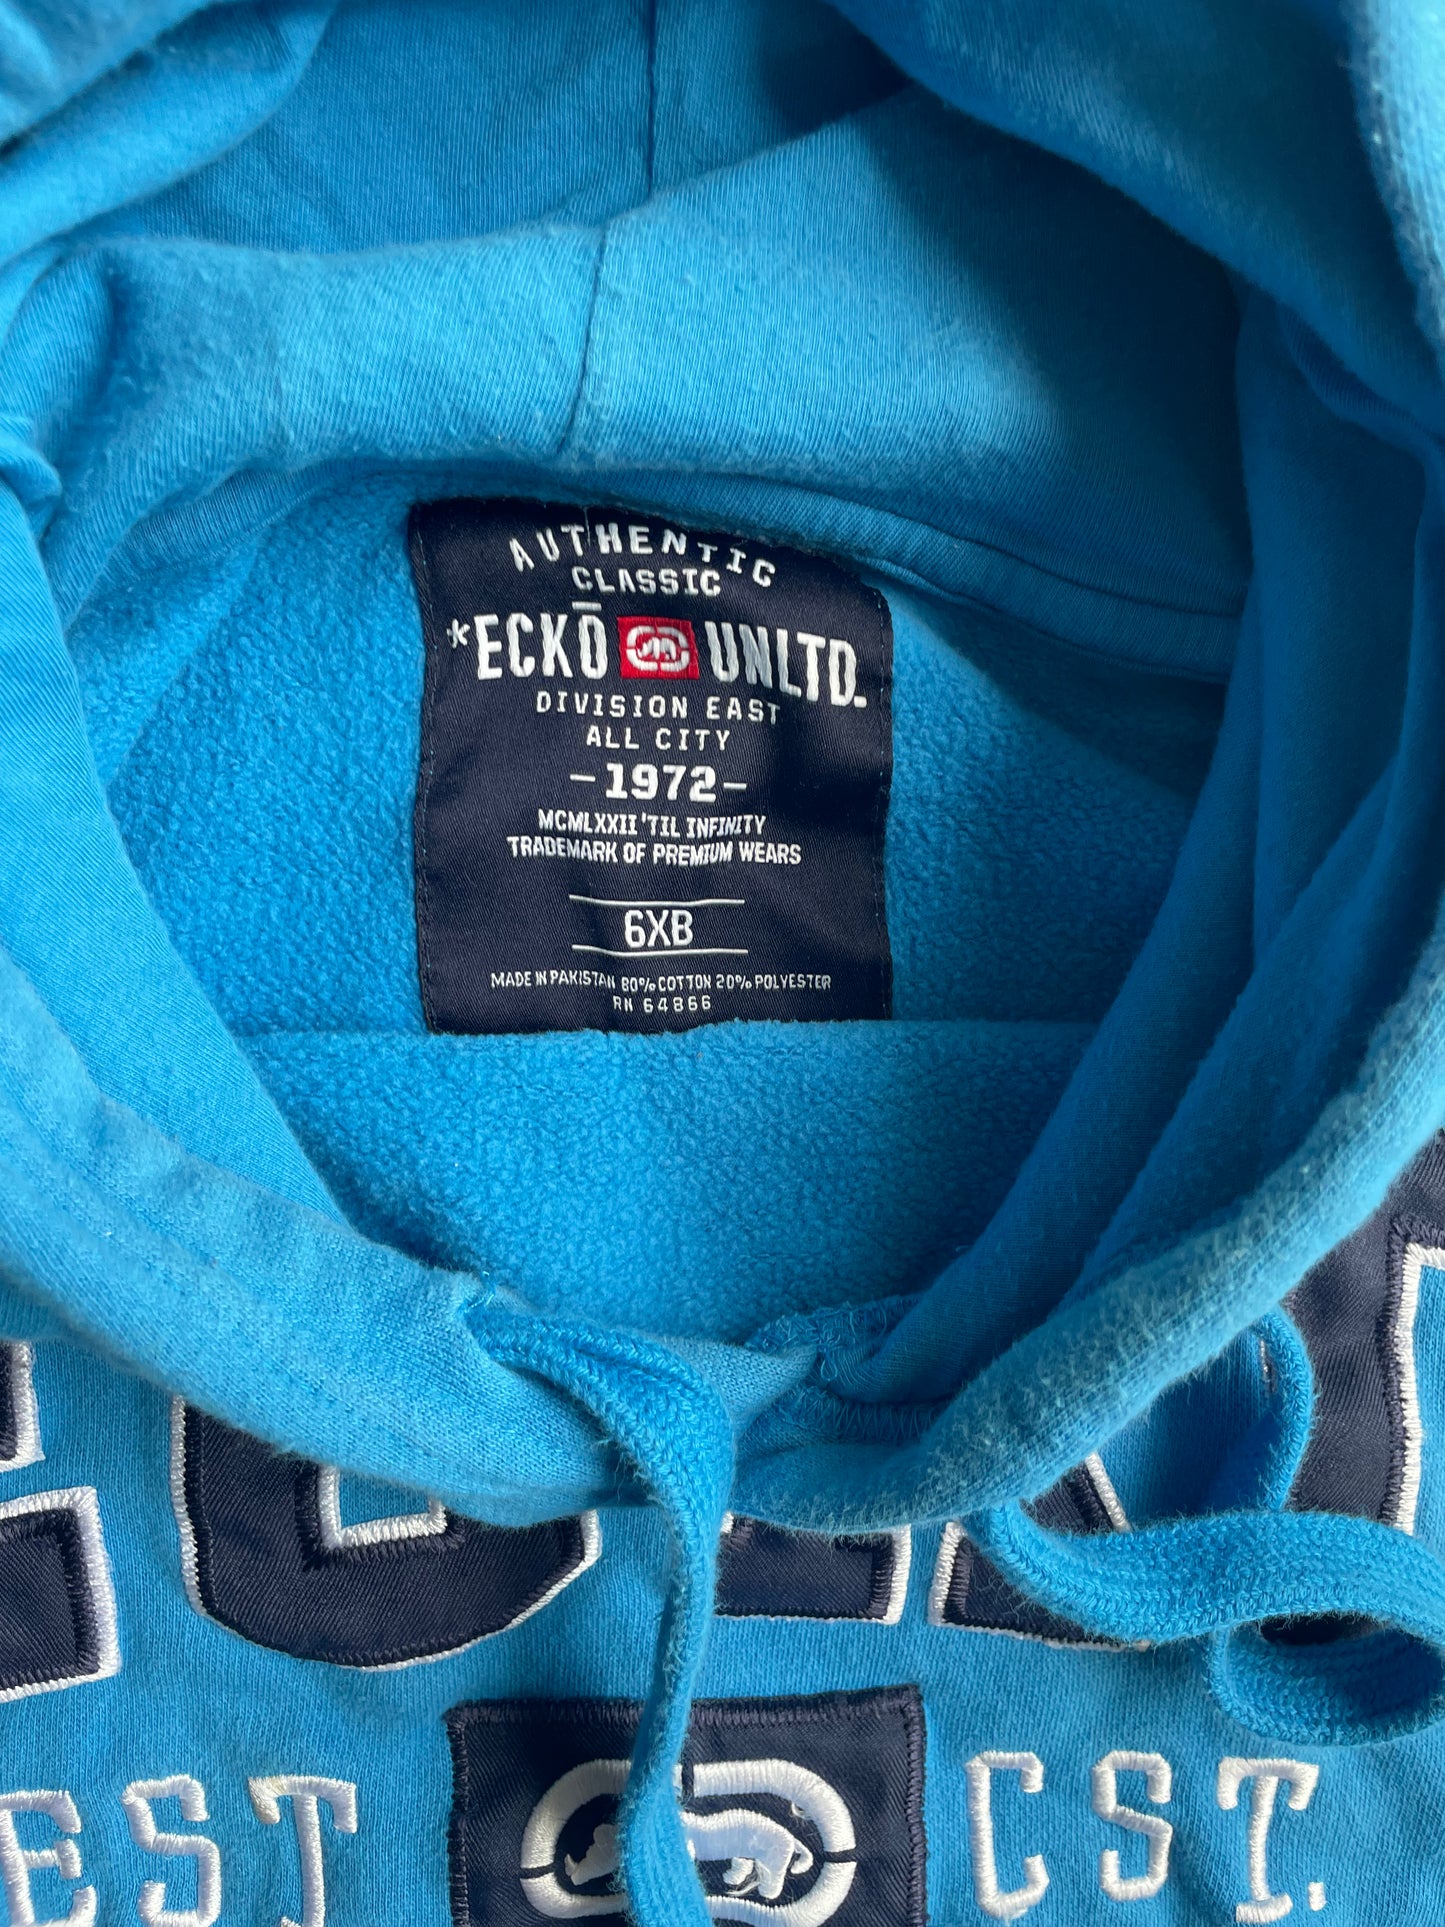 AUTHENTIC
CLASSIC
*ECKŌ UNLTD.
DIVISION EAST
ALL CITY
-1972-
MCMLXXII 'TIL INFINITY
TRADEMARK OF PREMIUM WEARS
6XB
MADE IN PAKISTAN 80% COTTON 20% POLYESTER
RN 64866
EST CST.